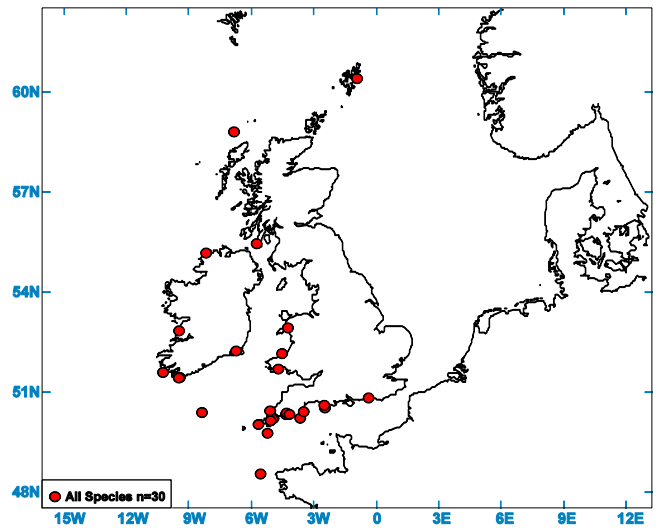 60N
57N
54N
51N
48N
All Species n=30
15W 12W 9W 6W 3W 0 3E 6E 9E 12E